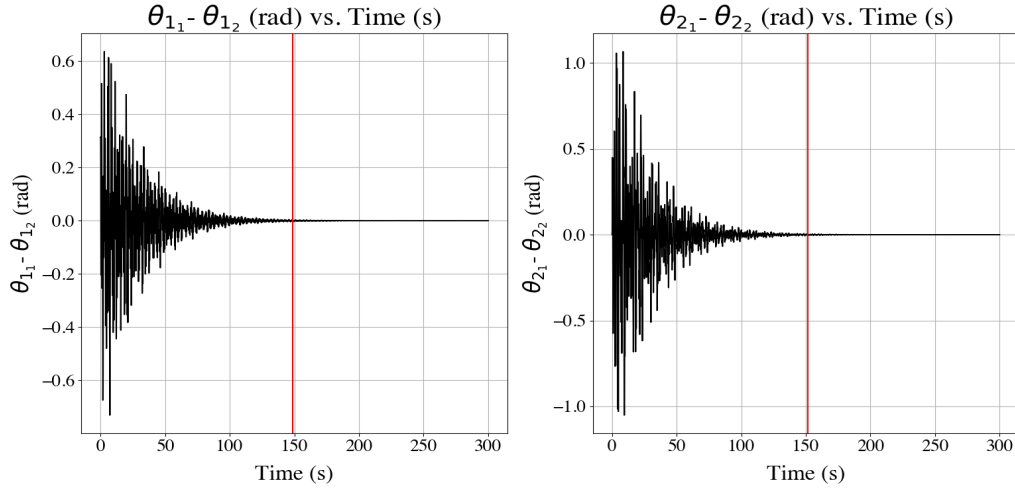 θ₁₁- θ₁₂ (rad) vs. Time (s)
0.6
0.4
0.2
0.0
−0.2
−0.4
−0.6
θ₁₁- θ₁₂ (rad)
0 50 100 150 200 250 300
Time (s)
θ₂₁- θ₂₂ (rad) vs. Time (s)
1.0
0.5
0.0
−0.5
−1.0
θ₂₁- θ₂₂ (rad)
0 50 100 150 200 250 300
Time (s)